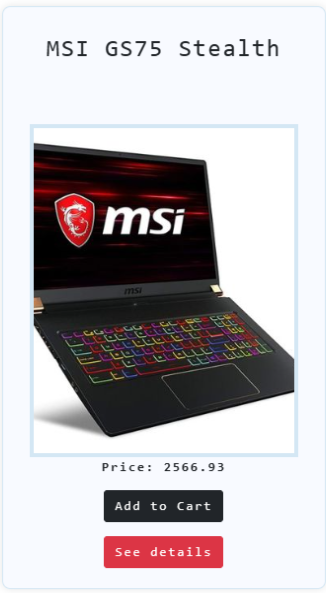 MSI GS75 Stealth
msi
msi
Price: 2566.93
Add to Cart
See details